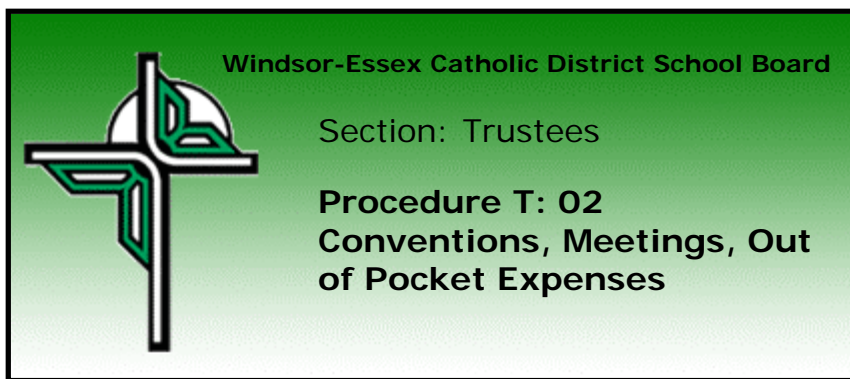 Windsor-Essex Catholic District School Board
Section: Trustees
Procedure T: 02
Conventions, Meetings, Out
of Pocket Expenses